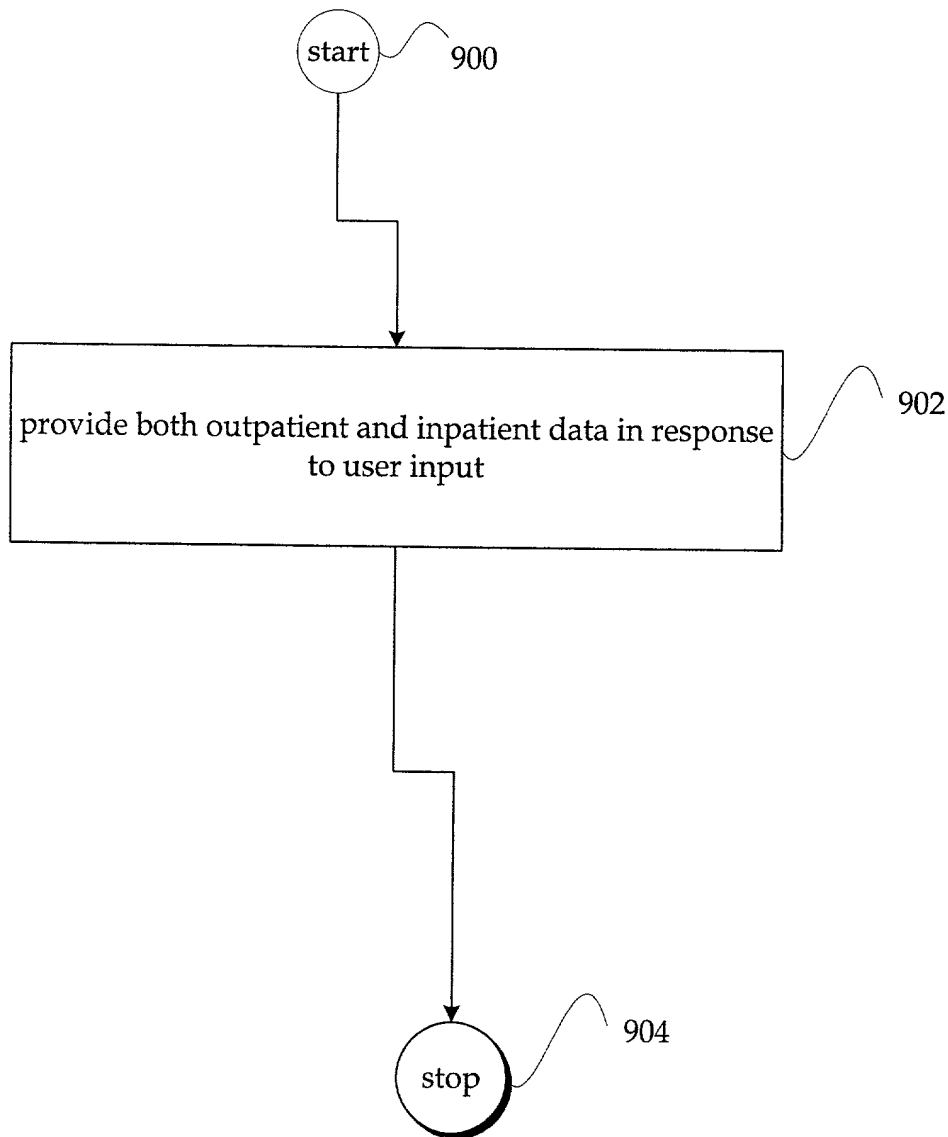 start
900
provide both outpatient and inpatient data in response
to user input
902
904
stop